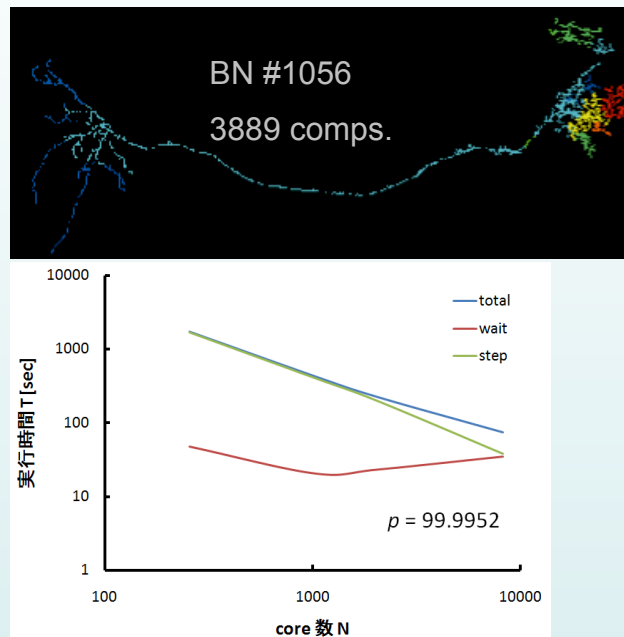 BN #1056
3889 comps.
10000
1000
100
10
1
実行時間 T [sec]
total
wait
step
p = 99.9952
100
1000
10000
core 数 N